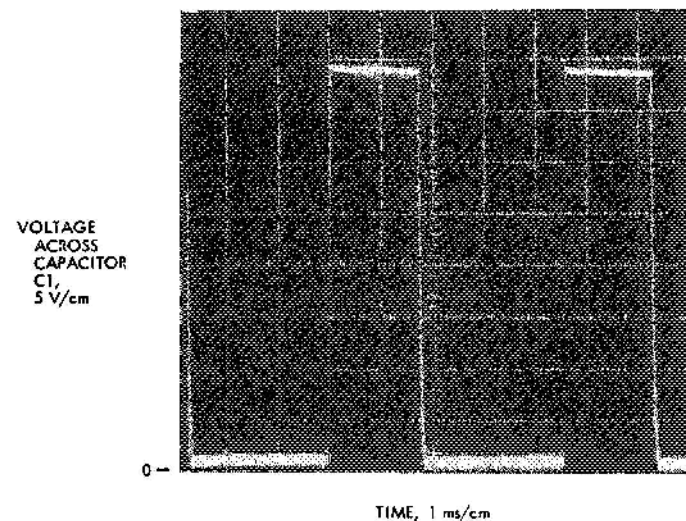 VOLTAGE
ACROSS
CAPACITOR
C1,
5 V/cm
0
TIME, 1 ms/cm